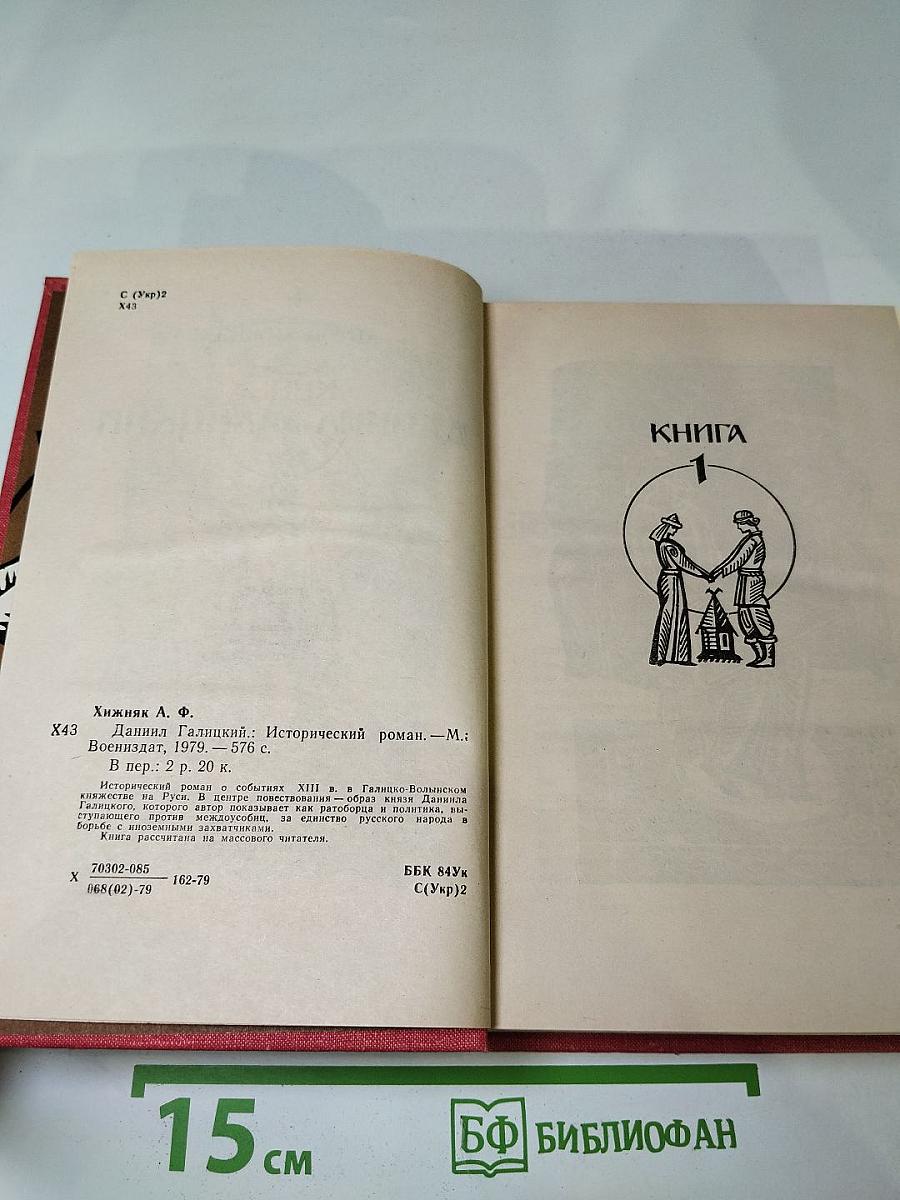 С (Укр)2
Х43
Хижняк А. Ф.
Х43 Даниил Галицкий.: Исторический роман.—М.:
Воениздат, 1979.—576 с.
В пер.: 2 р. 20 к.
Исторический роман о событиях XIII в. в Галицко-Волынском
княжестве на Руси. В центре повествования—образ князя Даниила
Галицкого, которого автор показывает как ратоборца и политика, вы-
ступающего против междоусобиц, за единство русского народа в
борьбе с иноземными захватчиками.
Книга рассчитана на массового читателя.
70302-085
Х 068(02)-79 162-79
ББК 84Ук
С(Укр)2
КНИГА
1
15 см
БФ БИБЛИОФАН